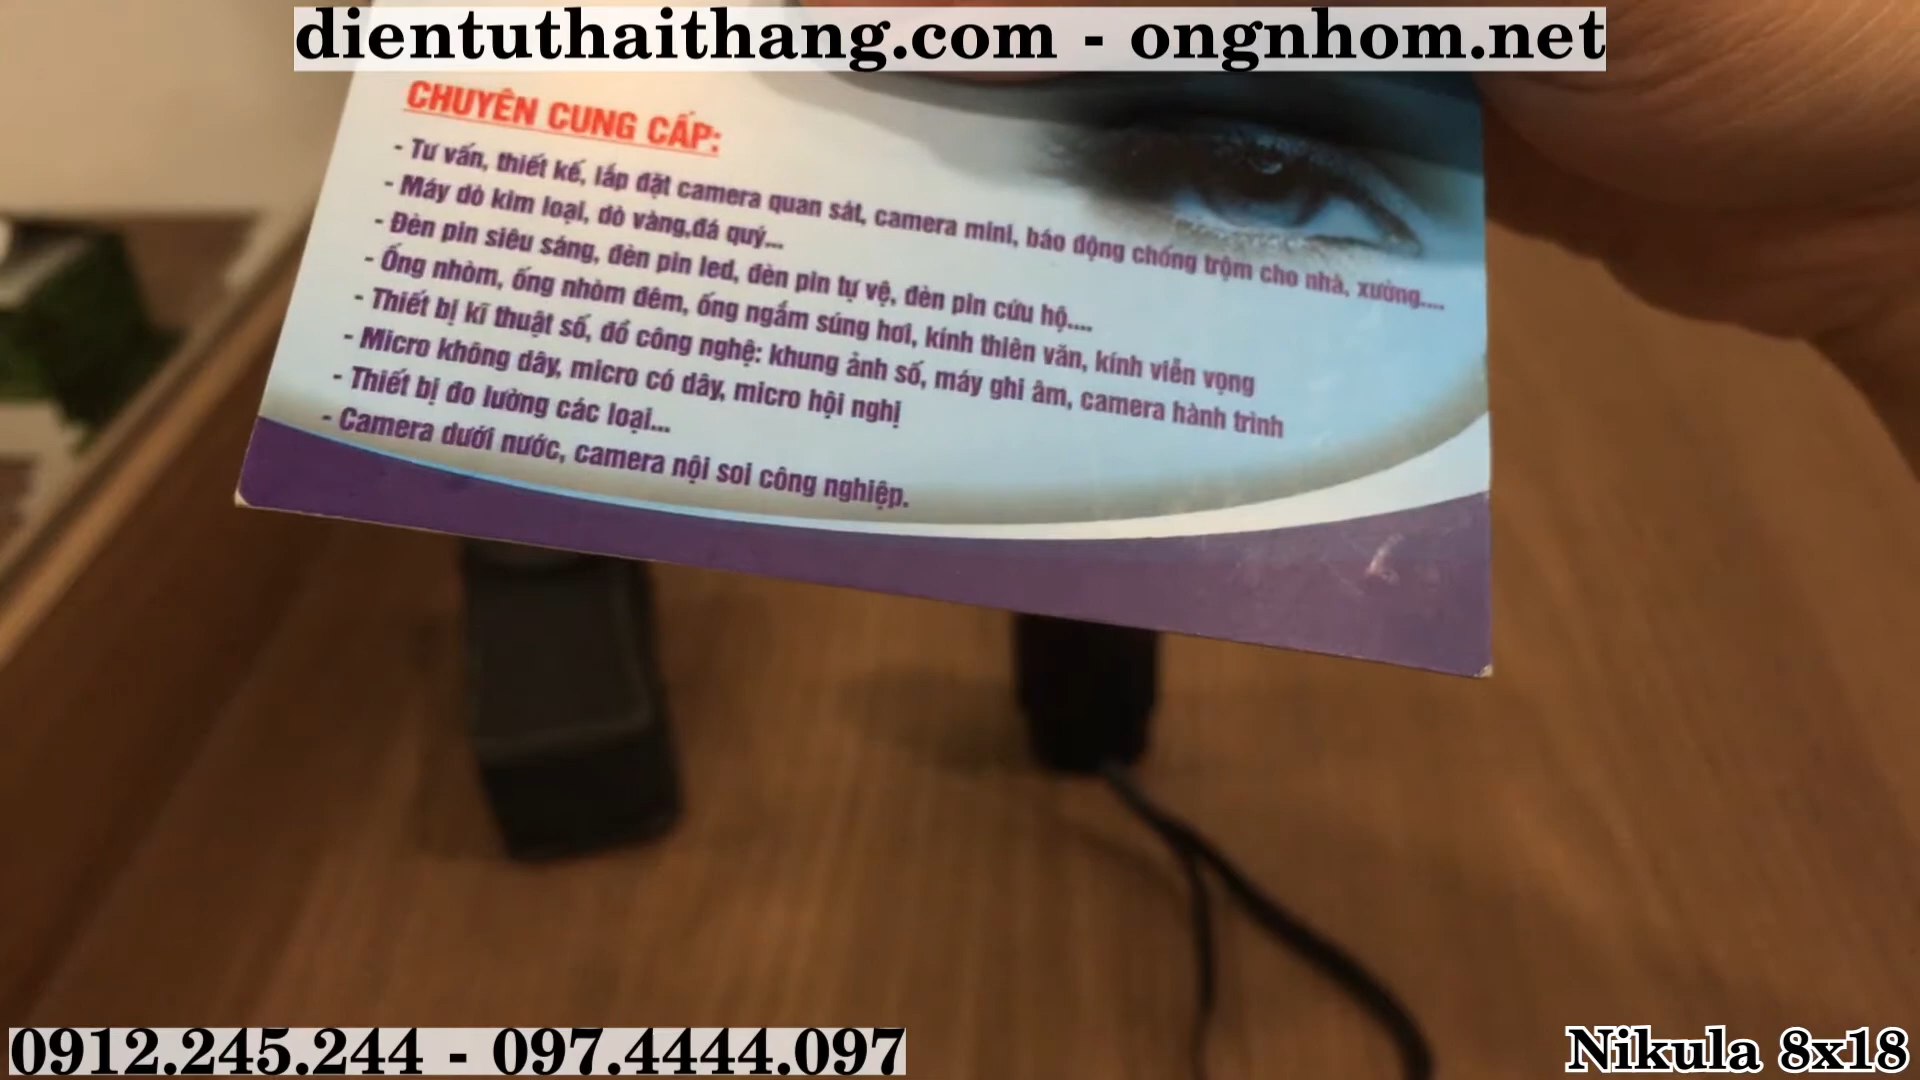 dientuthaithang.com - ongnhom.net
CHUYÊN CUNG CẤP:
- Tư vấn, thiết kế, lắp đặt camera quan sát, camera mini, báo động chống trộm cho nhà, xưởng....
- Máy dò kim loại, dò vàng,đá quý...
- Đèn pin siêu sáng, đèn pin led, đèn pin tự vệ, đèn pin cứu hộ....
- Ống nhòm, ống nhòm đêm, ống ngắm súng hơi, kính thiên văn, kính viễn vọng
- Thiết bị kĩ thuật số, đồ công nghệ: khung ảnh số, máy ghi âm, camera hành trình
- Micro không dây, micro có dây, micro hội nghị
- Thiết bị đo lường các loại...
- Camera dưới nước, camera nội soi công nghiệp.
0912.245.244 - 097.4444.097
Nikula 8x18